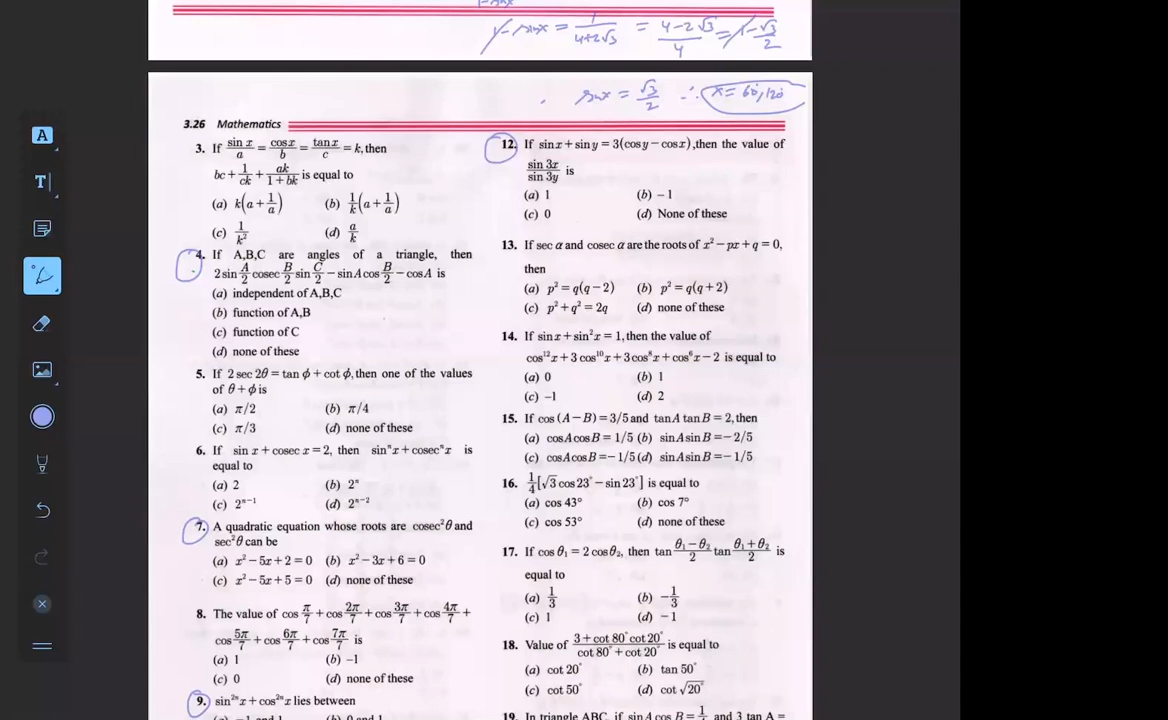 y - sinx = 1/(4+2√3) = (4-2√3)/4 = 1-√3/2
sinx = √3/2 ∴ x = 60,120
3.26 Mathematics
3. If sin x/a = cos x/b = tan x/c = k, then
bc + 1/ck + ak/(1+bk) is equal to
(a) k(a + 1/a) (b) 1/k(a + 1/a)
(c) 1/k² (d) a/k
4. If A,B,C are angles of a triangle, then
2 sin A/2 cosec B/2 sin C/2 - sin A cos B/2 - cos A is
(a) independent of A,B,C
(b) function of A,B
(c) function of C
(d) none of these
5. If 2 sec 2θ = tan ϕ + cot ϕ, then one of the values
of θ + ϕ is
(a) π/2 (b) π/4
(c) π/3 (d) none of these
6. If sin x + cosec x = 2, then sinⁿx + cosecⁿx is
equal to
(a) 2 (b) 2ⁿ
(c) 2ⁿ⁻¹ (d) 2ⁿ⁻²
7. A quadratic equation whose roots are cosec²θ and
sec²θ can be
(a) x² - 5x + 2 = 0 (b) x² - 3x + 6 = 0
(c) x² - 5x + 5 = 0 (d) none of these
8. The value of cos π/7 + cos 2π/7 + cos 3π/7 + cos 4π/7 +
cos 5π/7 + cos 6π/7 + cos 7π/7 is
(a) 1 (b) -1
(c) 0 (d) none of these
9. sin²ⁿx + cos²ⁿx lies between
12. If sin x + sin y = 3(cos y - cos x), then the value of
sin 3x/sin 3y is
(a) 1 (b) -1
(c) 0 (d) None of these
13. If sec α and cosec α are the roots of x² - px + q = 0,
then
(a) p² = q(q - 2) (b) p² = q(q + 2)
(c) p² + q² = 2q (d) none of these
14. If sin x + sin²x = 1, then the value of
cos¹²x + 3 cos¹⁰x + 3 cos⁸x + cos⁶x - 2 is equal to
(a) 0 (b) 1
(c) -1 (d) 2
15. If cos (A - B) = 3/5 and tan A tan B = 2, then
(a) cos A cos B = 1/5 (b) sin A sin B = -2/5
(c) cos A cos B = -1/5 (d) sin A sin B = -1/5
16. 1/4[√3 cos 23° - sin 23°] is equal to
(a) cos 43° (b) cos 7°
(c) cos 53° (d) none of these
17. If cos θ₁ = 2 cos θ₂, then tan (θ₁ - θ₂)/2 tan (θ₁ + θ₂)/2 is
equal to
(a) 1/3 (b) -1/3
(c) 1 (d) -1
18. Value of (3 + cot 80° cot 20°)/(cot 80° + cot 20°) is equal to
(a) cot 20° (b) tan 50°
(c) cot 50° (d) cot √20°
19. In triangle ABC, if sin A cos B = and 3 tan A =